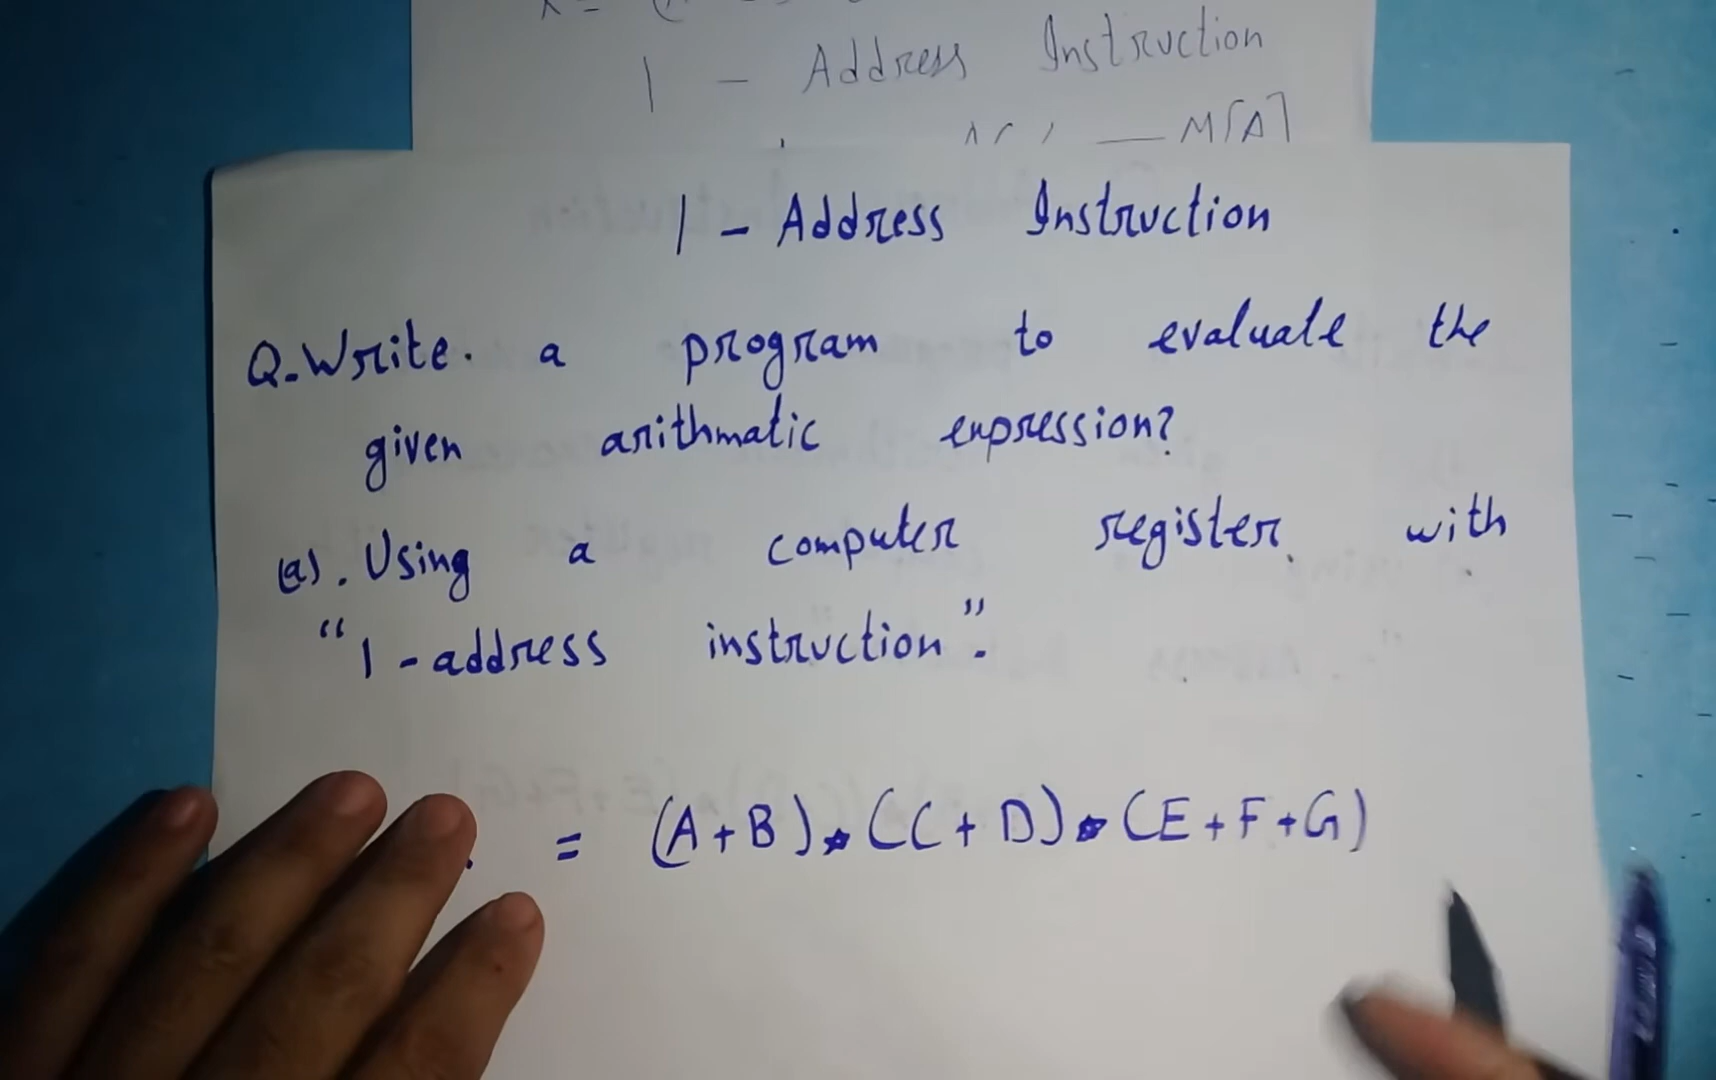 1 - Address Instruction
M[A]
1 - Address Instruction
Q. Write. a program to evaluate the
given arithmatic expression?
(a). Using a computer register. with
"1 - address instruction".
= (A+B) * (C+D) * (E+F+G)